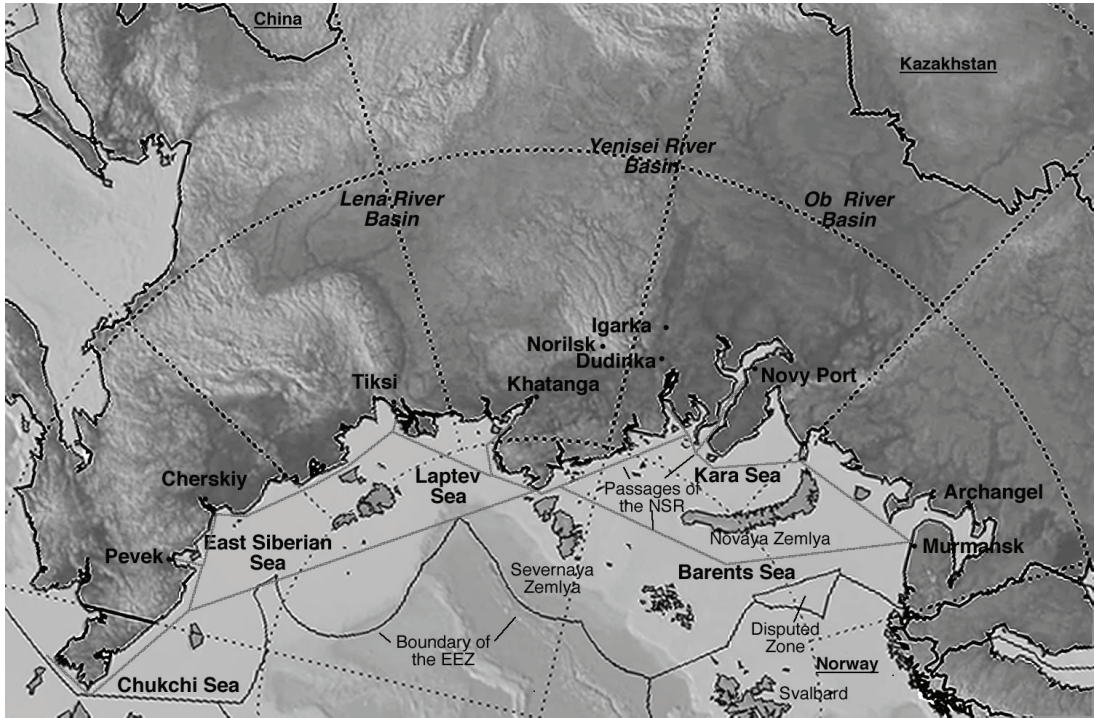 China
Kazakhstan
Yenisei River
Basin
Lena River
Basin
Ob River
Basin
Igarka
Norilsk
Dudinka
Novy Port
Tiksi
Khatanga
Cherskiy
Laptev
Sea
Passages of
the NSR
Kara Sea
Archangel
Pevek
East Siberian
Sea
Novaya Zemlya
Murmansk
Severnaya
Zemlya
Barents Sea
Boundary of
the EEZ
Disputed
Zone
Norway
Chukchi Sea
Svalbard